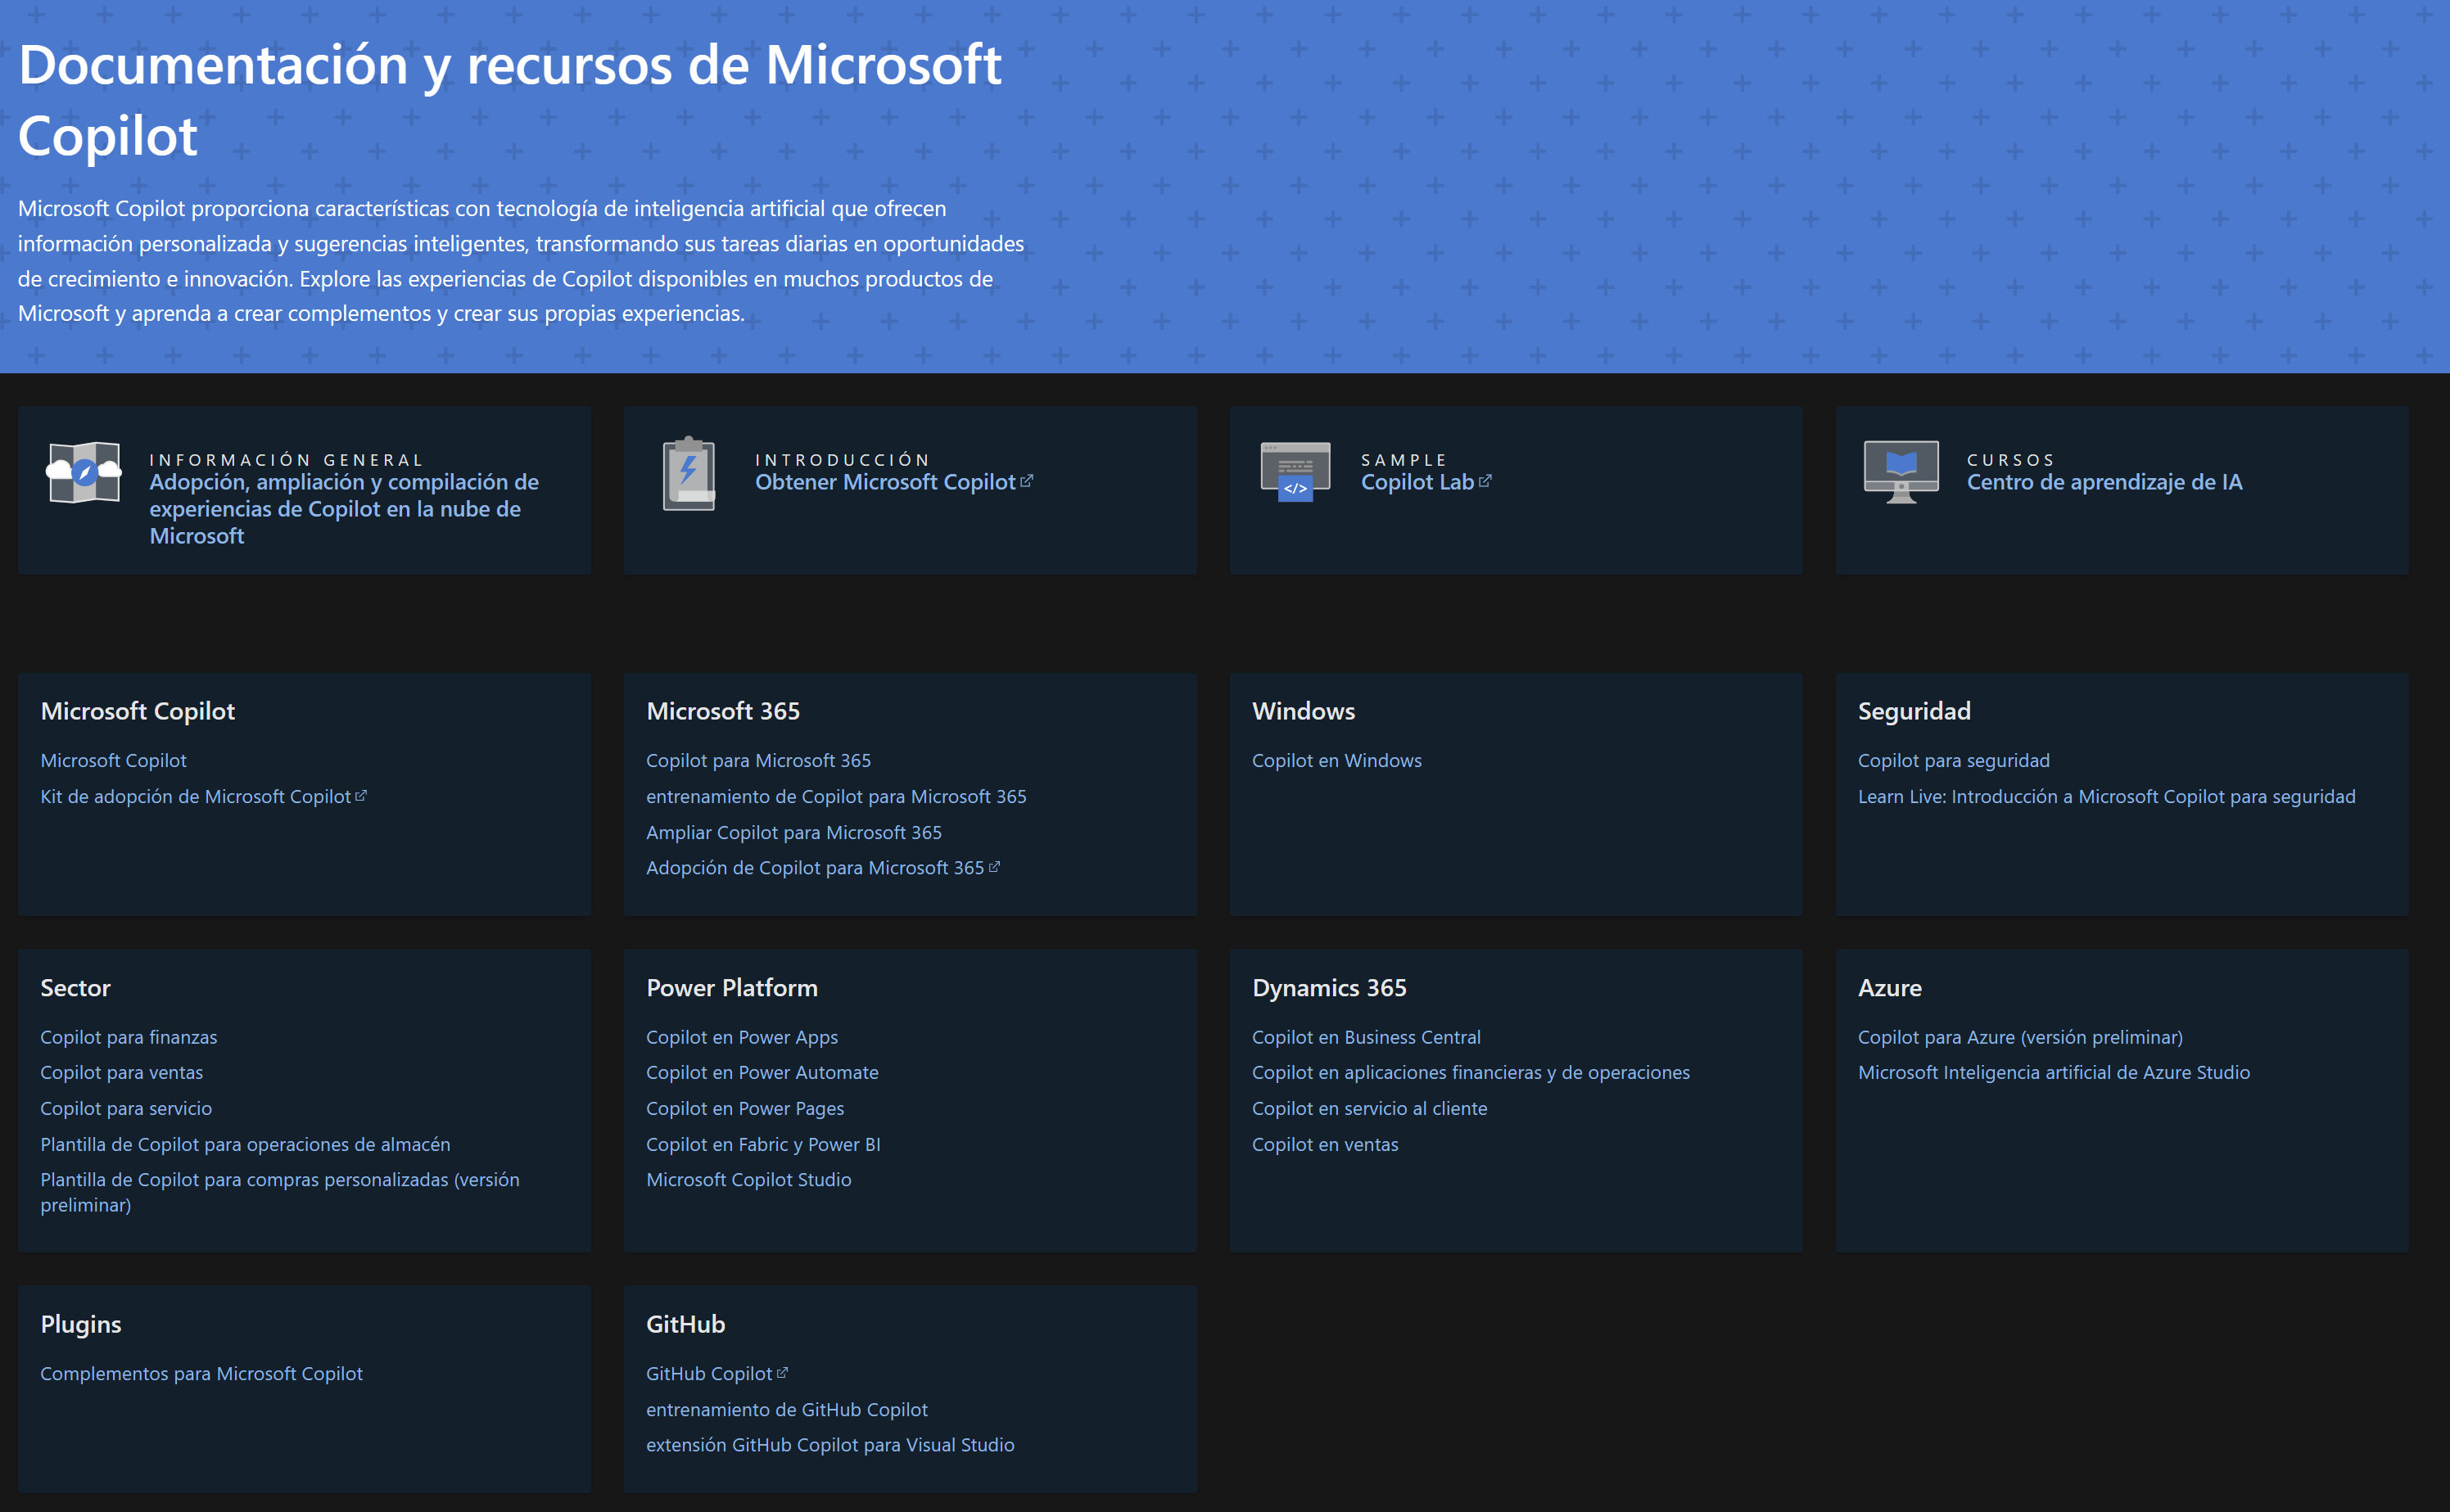 Documentación y recursos de Microsoft
Copilot
Microsoft Copilot proporciona características con tecnología de inteligencia artificial que ofrecen
información personalizada y sugerencias inteligentes, transformando sus tareas diarias en oportunidades
de crecimiento e innovación. Explore las experiencias de Copilot disponibles en muchos productos de
Microsoft y aprenda a crear complementos y crear sus propias experiencias.
INFORMACIÓN GENERAL
Adopción, ampliación y compilación de
experiencias de Copilot en la nube de
Microsoft
INTRODUCCIÓN
Obtener Microsoft Copilot
SAMPLE
Copilot Lab
</>
CURSOS
Centro de aprendizaje de IA
Microsoft Copilot
Microsoft Copilot
Kit de adopción de Microsoft Copilot
Microsoft 365
Copilot para Microsoft 365
entrenamiento de Copilot para Microsoft 365
Ampliar Copilot para Microsoft 365
Adopción de Copilot para Microsoft 365
Windows
Copilot en Windows
Seguridad
Copilot para seguridad
Learn Live: Introducción a Microsoft Copilot para seguridad
Sector
Copilot para finanzas
Copilot para ventas
Copilot para servicio
Plantilla de Copilot para operaciones de almacén
Plantilla de Copilot para compras personalizadas (versión
preliminar)
Power Platform
Copilot en Power Apps
Copilot en Power Automate
Copilot en Power Pages
Copilot en Fabric y Power BI
Microsoft Copilot Studio
Dynamics 365
Copilot en Business Central
Copilot en aplicaciones financieras y de operaciones
Copilot en servicio al cliente
Copilot en ventas
Azure
Copilot para Azure (versión preliminar)
Microsoft Inteligencia artificial de Azure Studio
Plugins
Complementos para Microsoft Copilot
GitHub
GitHub Copilot
entrenamiento de GitHub Copilot
extensión GitHub Copilot para Visual Studio